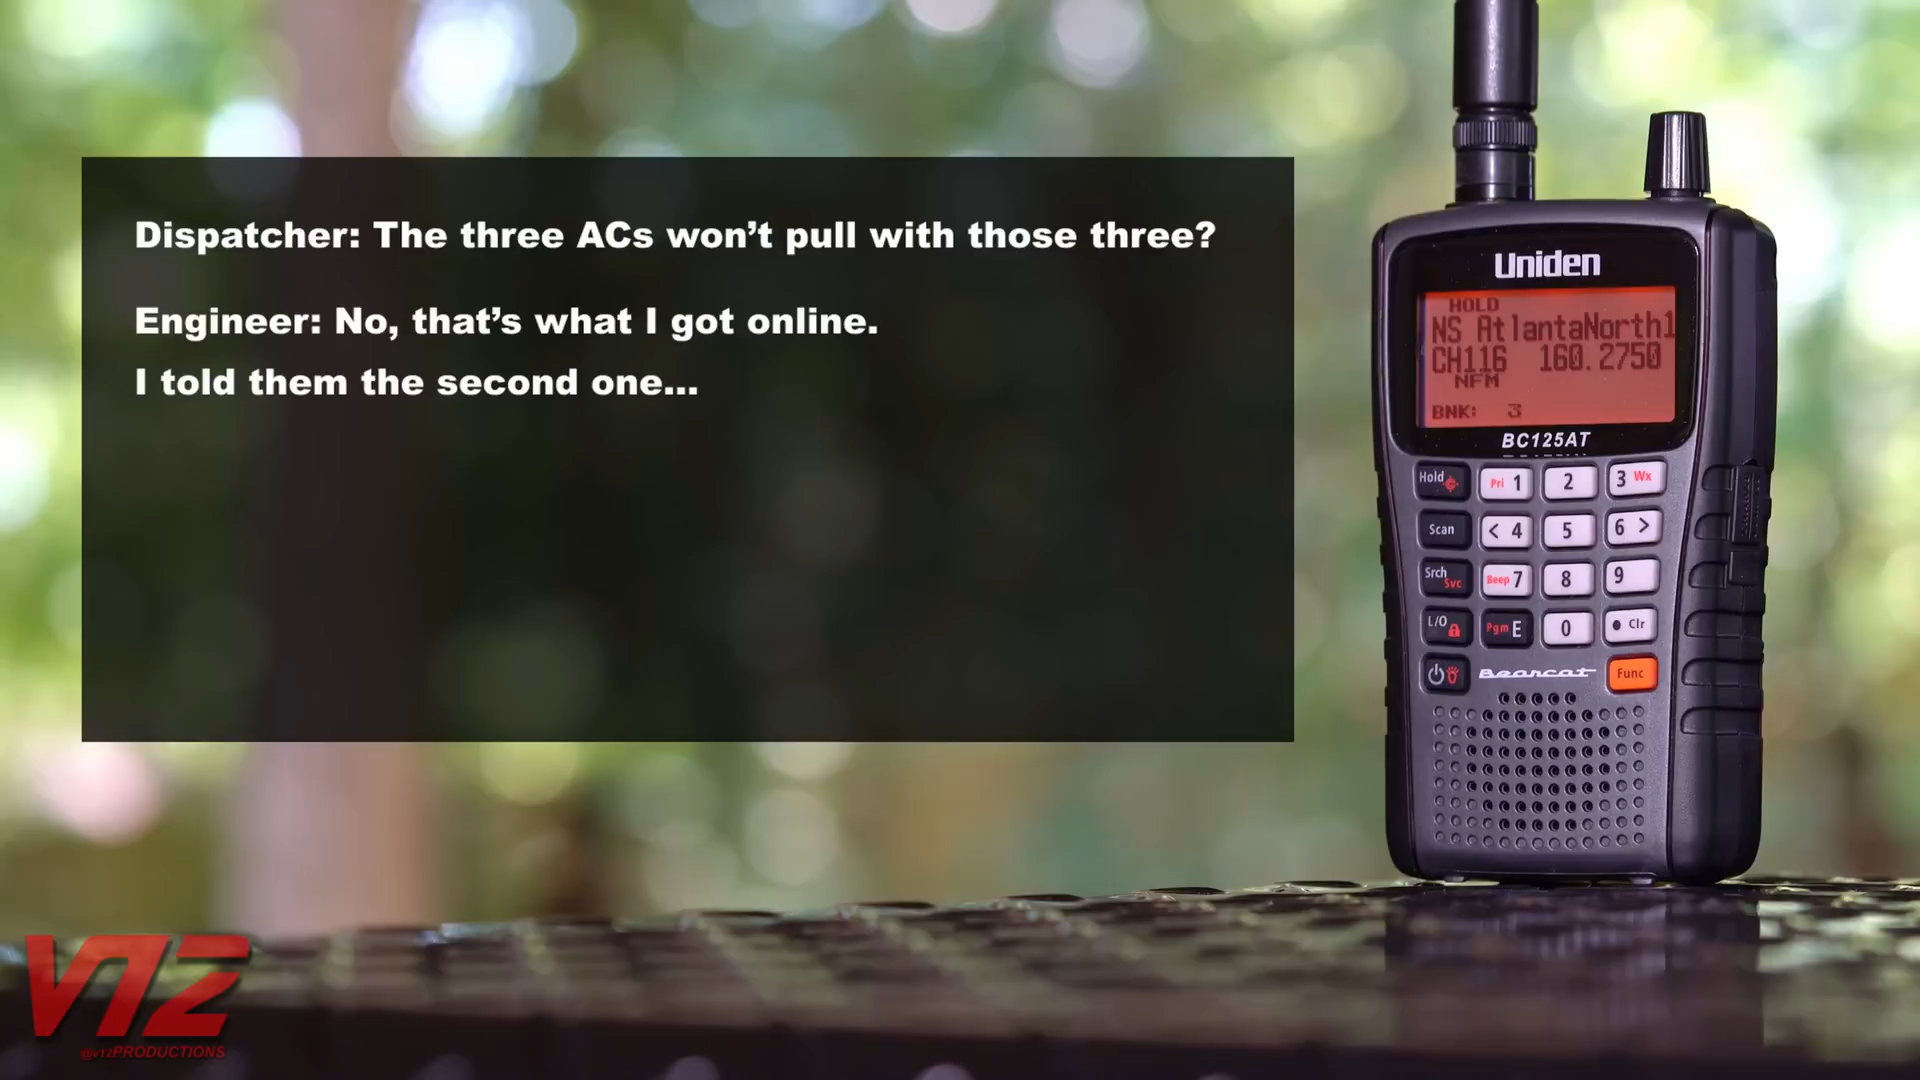 Dispatcher: The three ACs won't pull with those three?
Engineer: No, that's what I got online.
I told them the second one...
Uniden
HOLD
NS AtlantaNorth1
CH116 160.2750
NFM
BNK: 3
BC125AT
Hold Pri 1 2 3 Wx
Scan < 4 5 6 >
Srch Svc Beep 7 8 9
L/O Pgm E 0 • Clr
Bearcat Func
V12
@v12PRODUCTIONS